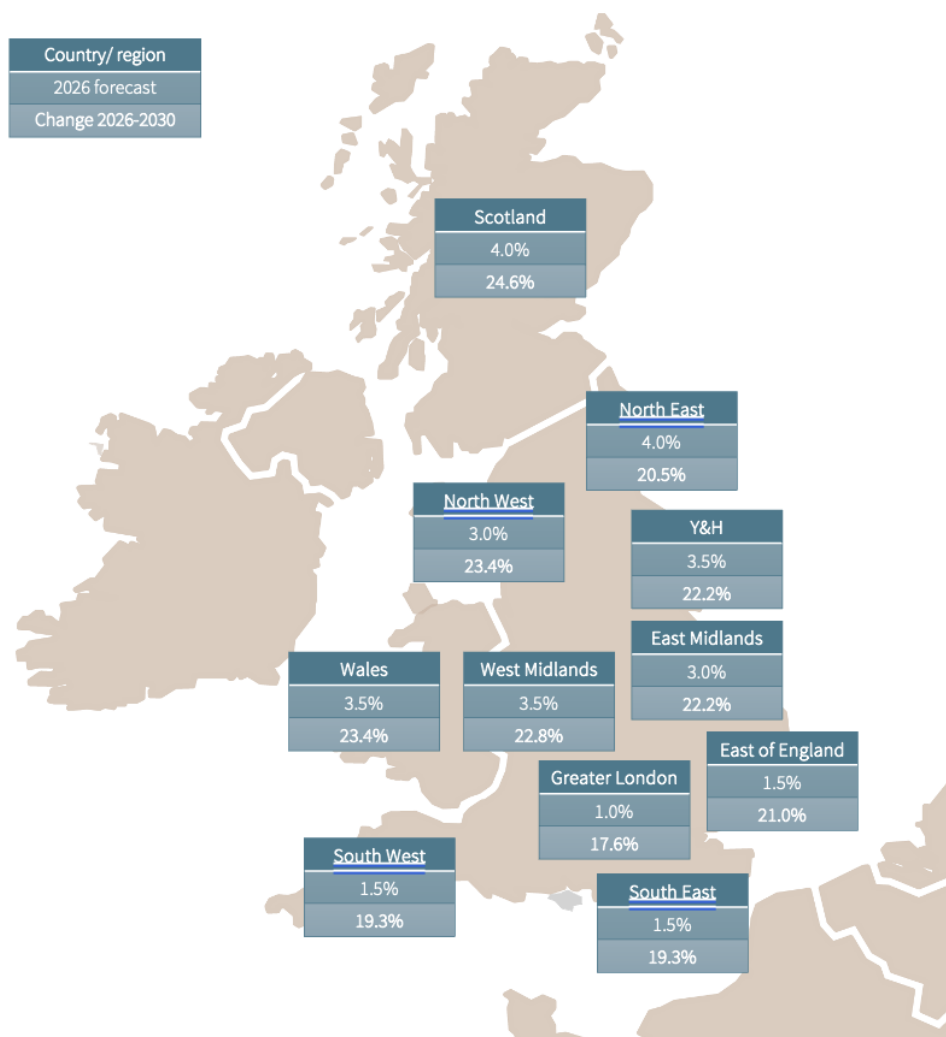 Country/ region
2026 forecast
Change 2026-2030
Scotland
4.0%
24.6%
North East
4.0%
20.5%
North West
3.0%
23.4%
Y&H
3.5%
22.2%
East Midlands
3.0%
22.2%
Wales
3.5%
23.4%
West Midlands
3.5%
22.8%
East of England
1.5%
21.0%
Greater London
1.0%
17.6%
South West
1.5%
19.3%
South East
1.5%
19.3%